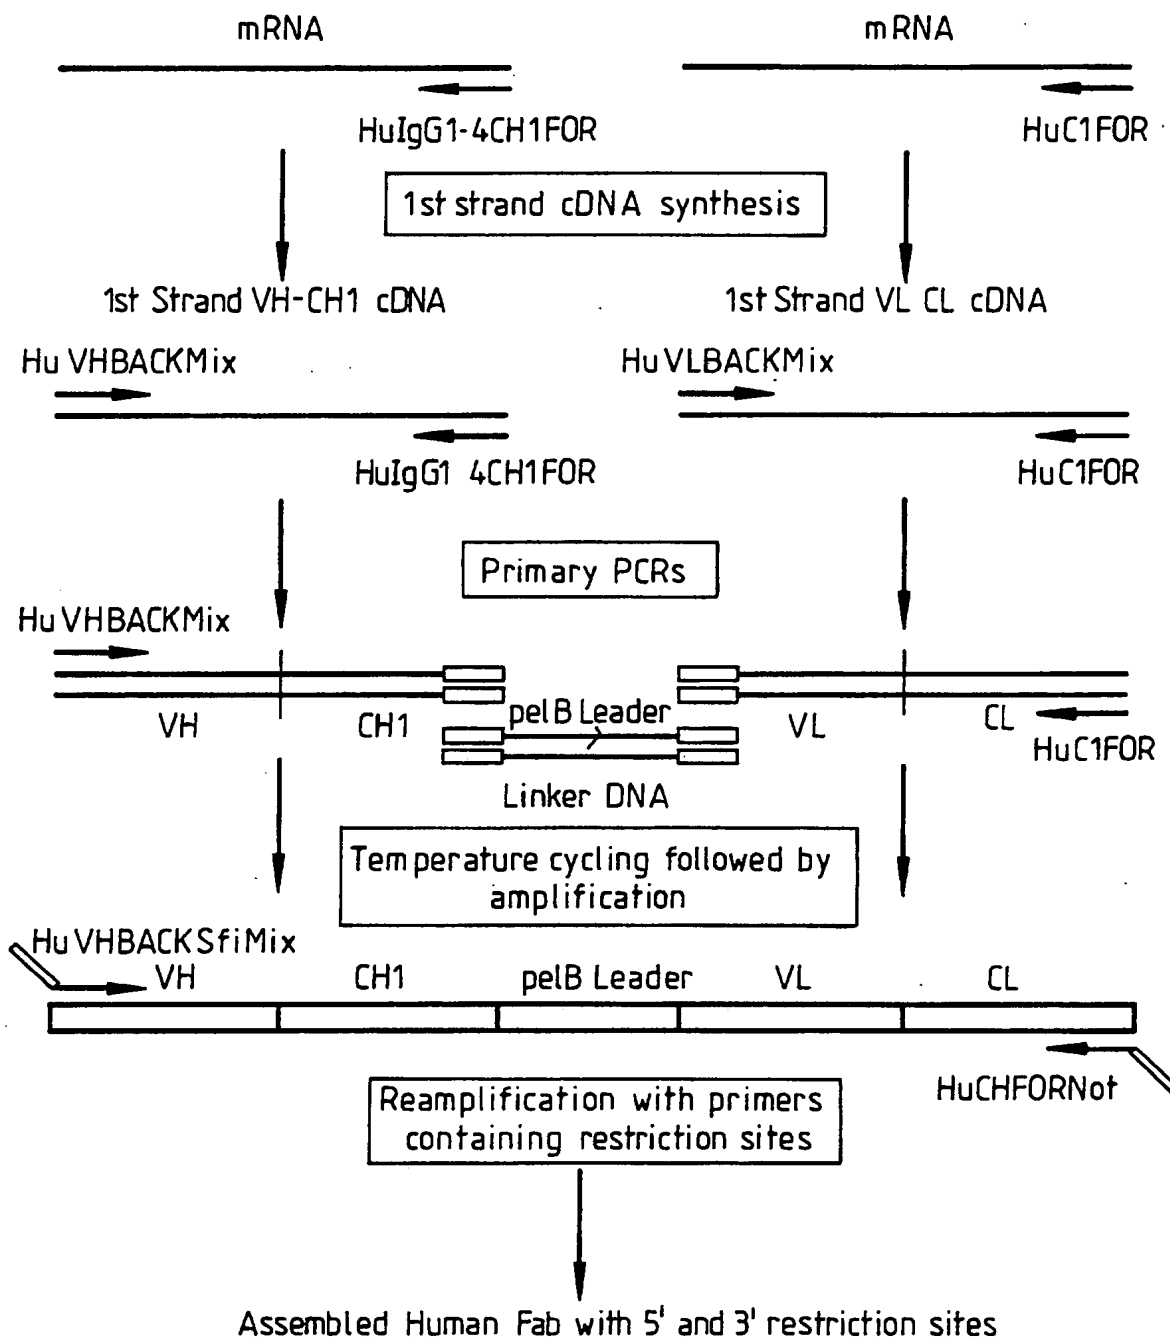 mRNA
mRNA
HuIgG1-4CH1FOR
HuC1FOR
1st strand cDNA synthesis
1st Strand VH-CH1 cDNA
1st Strand VL CL cDNA
Hu VHBACKMix
Hu VLBACKMix
HuIgG1 4CH1FOR
HuC1FOR
Primary PCRs
Hu VHBACKMix
VH
CH1
pelB Leader
VL
CL
HuC1FOR
Linker DNA
Temperature cycling followed by
amplification
Hu VHBACKSfiMix
VH
CH1
pelB Leader
VL
CL
HuCHFORNot
Reamplification with primers
containing restriction sites
Assembled Human Fab with 5' and 3' restriction sites